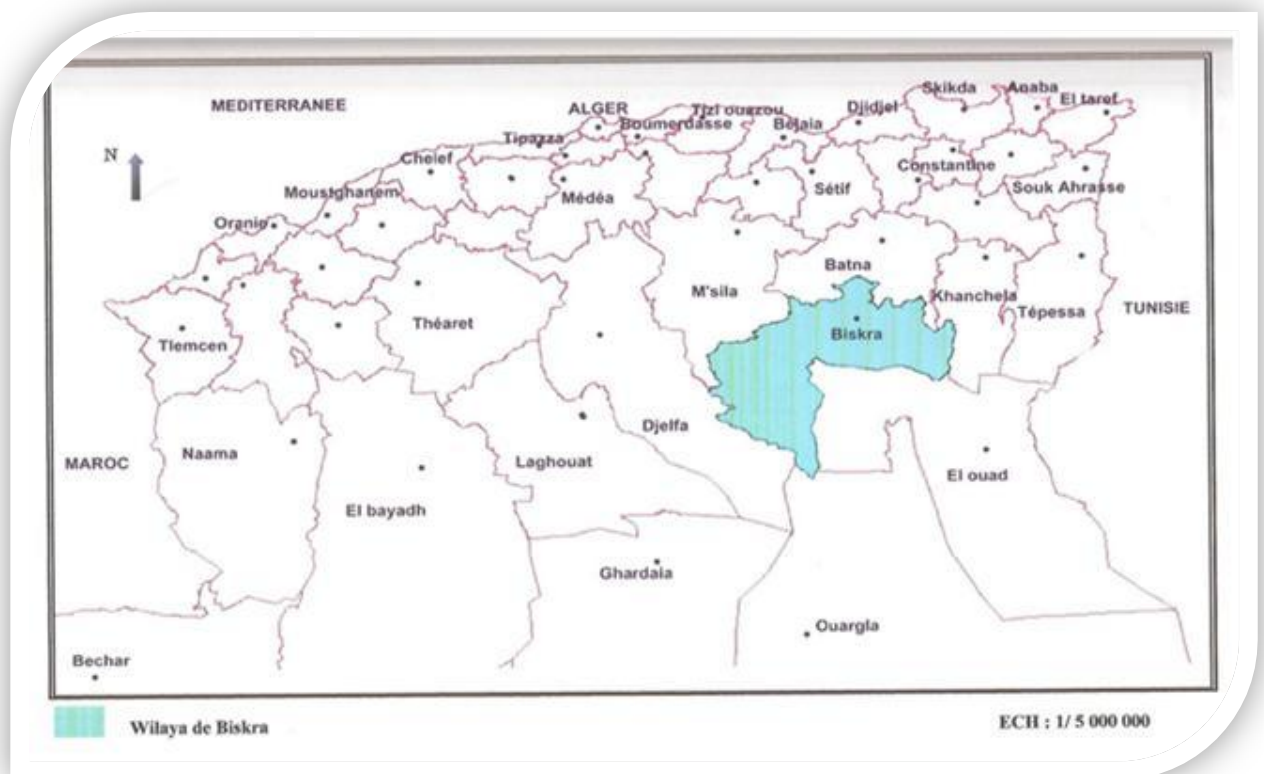 MEDITERRANEE
Skikda
Anaba
El taref
ALGER
Tizi ouazou
Djidjel
Boumerdasse
Bejaia
Tipazza
N
Chelef
Constantine
Moustghanem
Médéa
Sétif
Souk Ahrasse
Oranie
Batna
M'sila
Khanchela
TUNISIE
Tépessa
Théaret
Biskra
Tlemcen
Djelfa
Naama
MAROC
Laghouat
El ouad
El bayadh
Ghardaia
Ouargla
Bechar
Wilaya de Biskra
ECH : 1/ 5 000 000